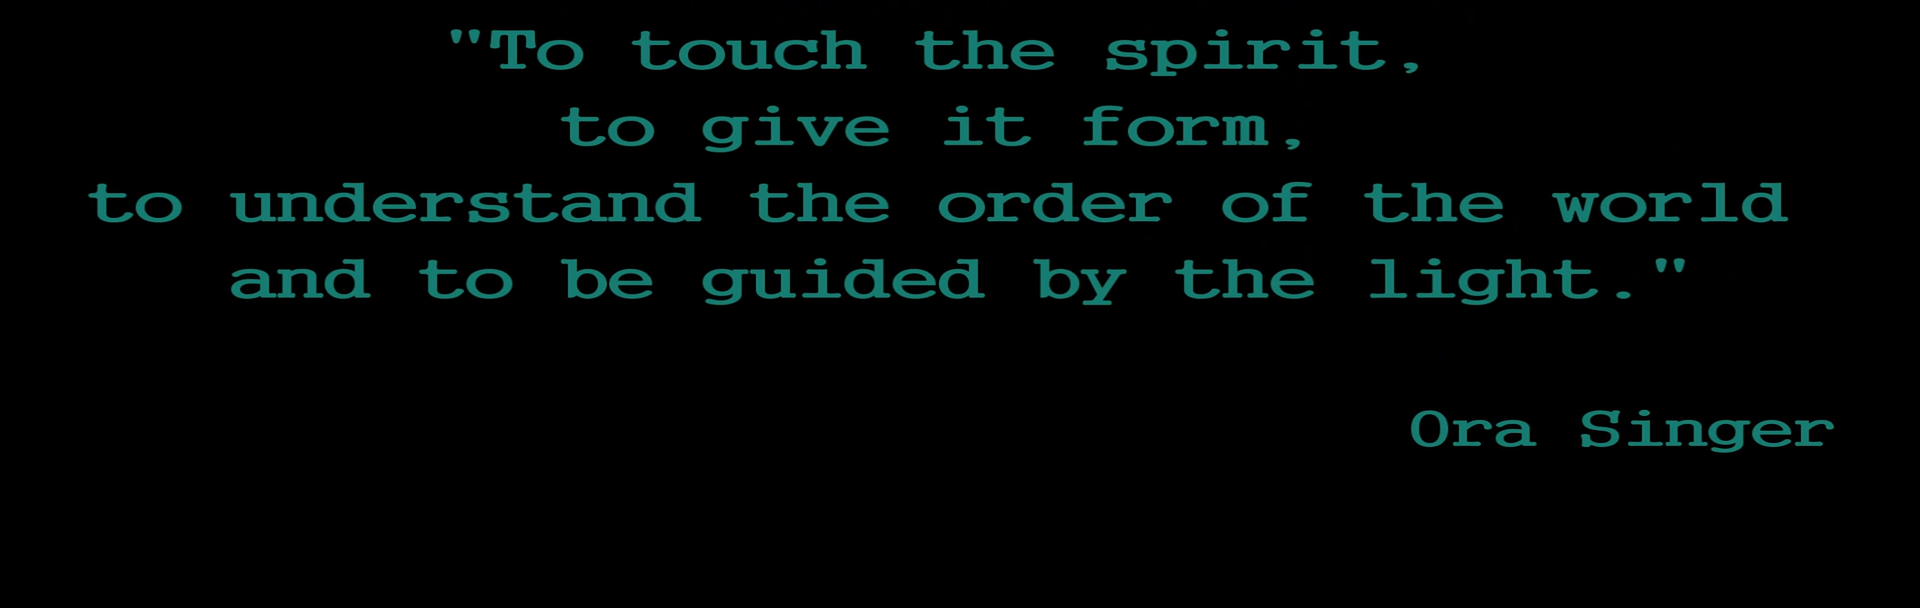 "To touch the spirit,
to give it form,
to understand the order of the world
and to be guided by the light."
Ora Singer